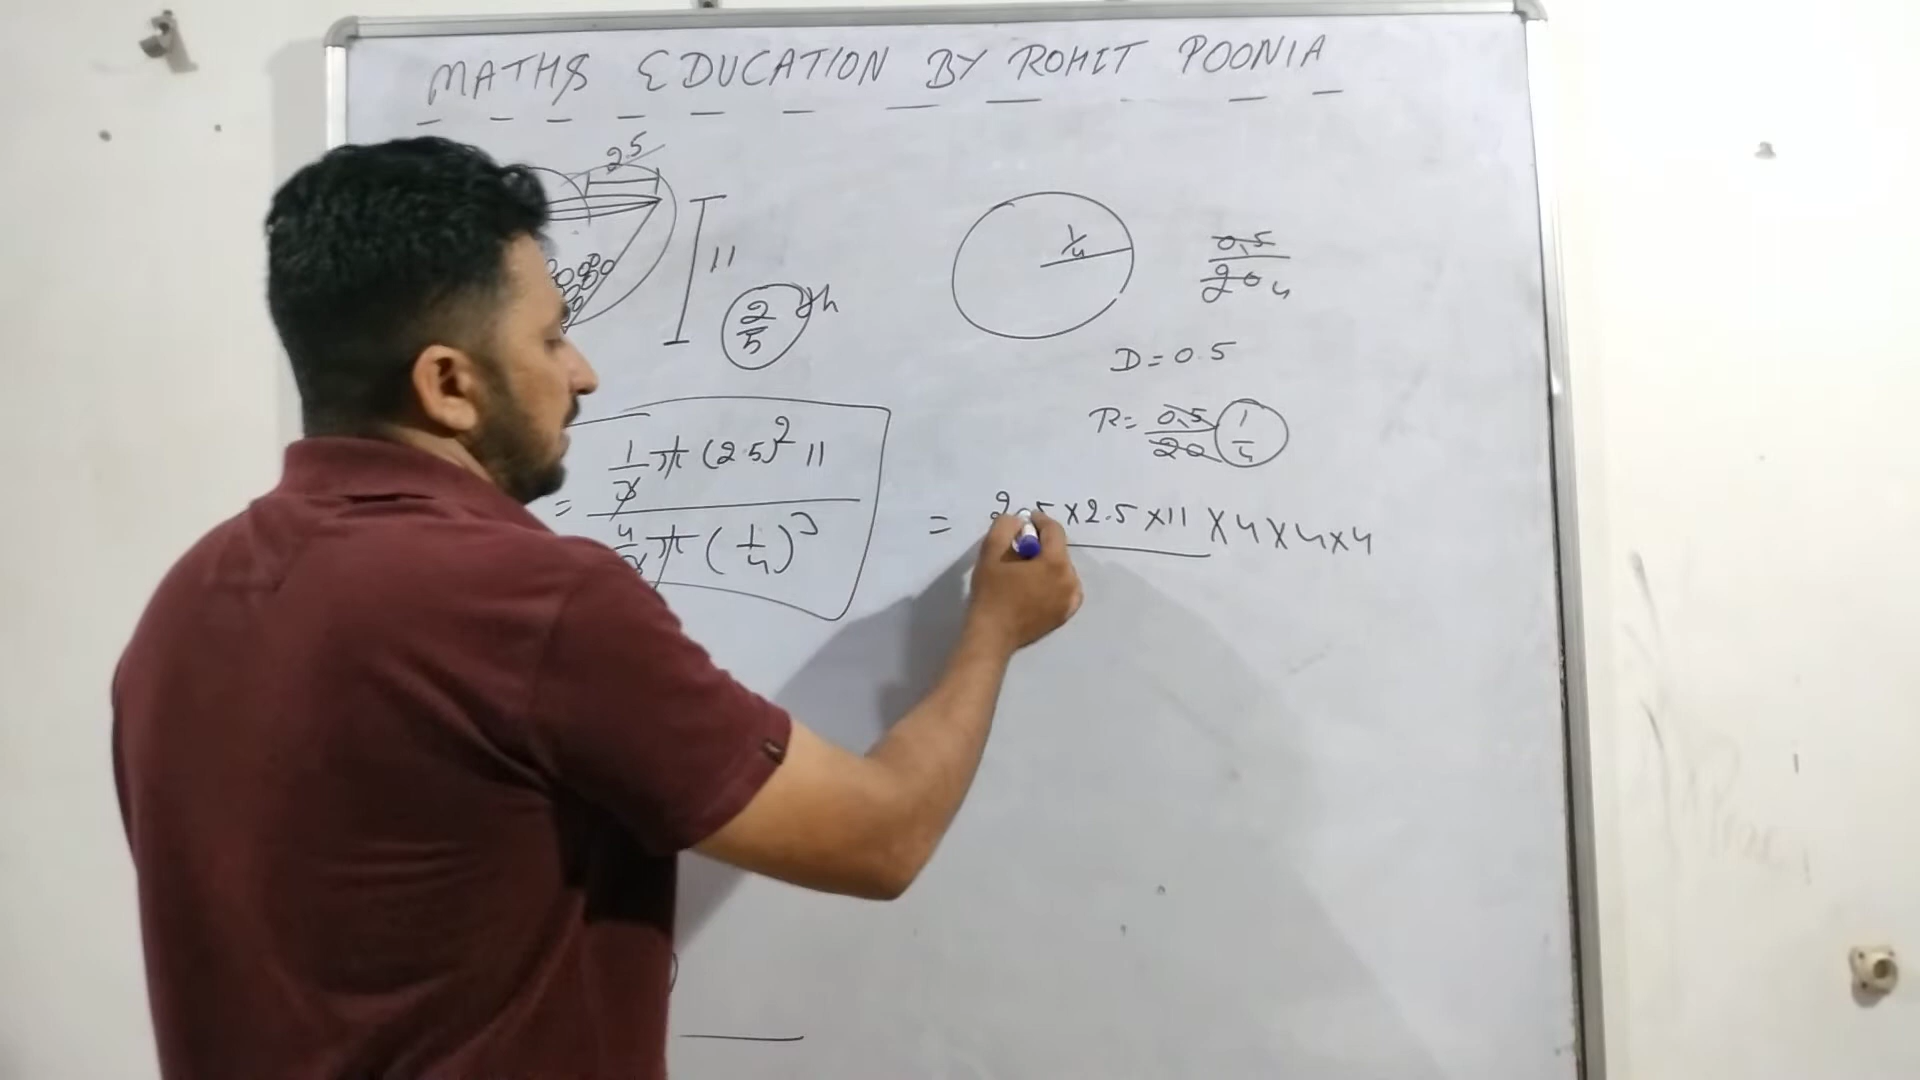 MATHS EDUCATION BY ROHIT POONIA
2.5
11
2/5 th
1/4
0.5/20 4
D = 0.5
R = 0.5/20 1/4
= 1/3 π (2.5)² 11
4/3 π (1/4)³
= 2.5 × 2.5 × 11 × 4 × 4 × 4